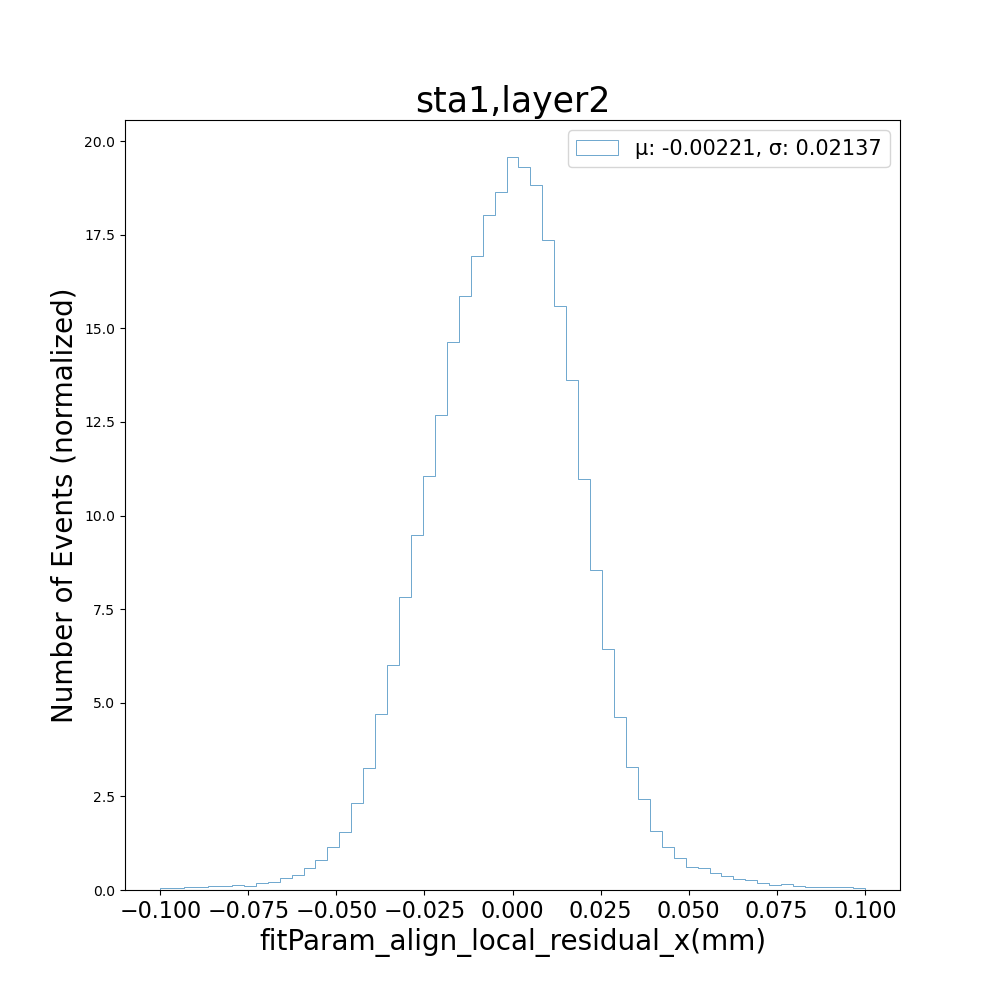 sta1,layer2
μ: -0.00221, σ: 0.02137
Number of Events (normalized)
20.0
17.5
15.0
12.5
10.0
7.5
5.0
2.5
0.0
−0.100 −0.075 −0.050 −0.025 0.000 0.025 0.050 0.075 0.100
fitParam_align_local_residual_x(mm)